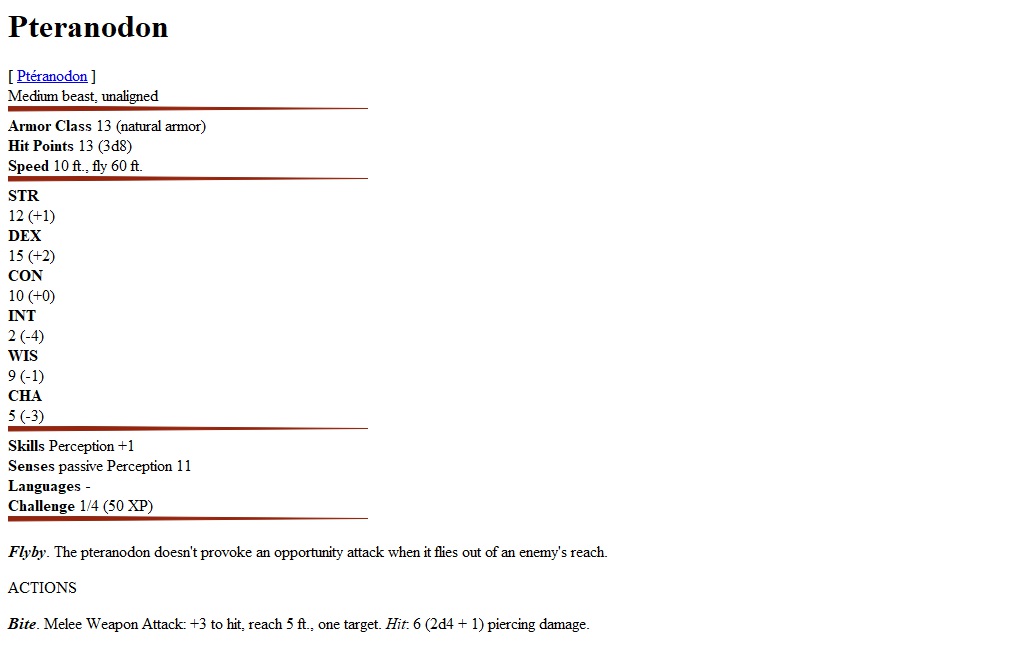 Pteranodon
[ Ptéranodon ]
Medium beast, unaligned
Armor Class 13 (natural armor)
Hit Points 13 (3d8)
Speed 10 ft., fly 60 ft.
STR
12 (+1)
DEX
15 (+2)
CON
10 (+0)
INT
2 (-4)
WIS
9 (-1)
CHA
5 (-3)
Skills Perception +1
Senses passive Perception 11
Languages -
Challenge 1/4 (50 XP)
Flyby. The pteranodon doesn't provoke an opportunity attack when it flies out of an enemy's reach.
ACTIONS
Bite. Melee Weapon Attack: +3 to hit, reach 5 ft., one target. Hit: 6 (2d4 + 1) piercing damage.